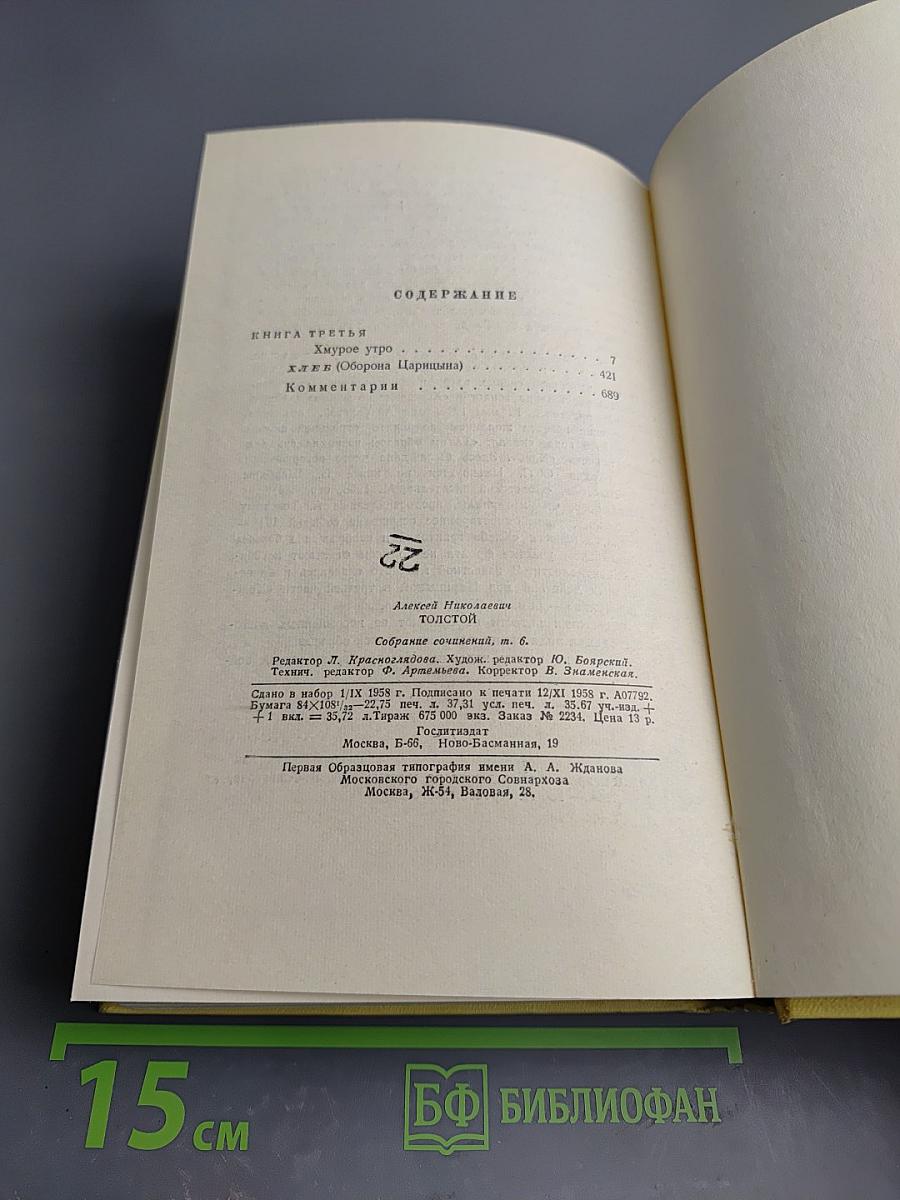 СОДЕРЖАНИЕ
КНИГА ТРЕТЬЯ
Хмурое утро . . . . . . . . . . . . . . . 7
ХЛЕБ (Оборона Царицына) . . . . . . . . . . 421
Комментарии . . . . . . . . . . . . . . 689
22
Алексей Николаевич
ТОЛСТОЙ
Собрание сочинений, т. 6.
Редактор Л. Красноглядова. Худож. редактор Ю. Боярский.
Технич. редактор Ф. Артемьева. Корректор В. Знаменская.
Сдано в набор 1/IX 1958 г. Подписано к печати 12/XI 1958 г. А07792.
Бумага 84×108¹/₃₂—22,75 печ. л. 37,31 усл. печ. л. 35.67 уч.-изд. +
+ 1 вкл. = 35,72 л.Тираж 675 000 экз. Заказ № 2234. Цена 13 р.
Гослитиздат
Москва, Б-66, Ново-Басманная, 19
Первая Образцовая типография имени А. А. Жданова
Московского городского Совнархоза
Москва, Ж-54, Валовая, 28.
15 см
БФ БИБЛИОФАН